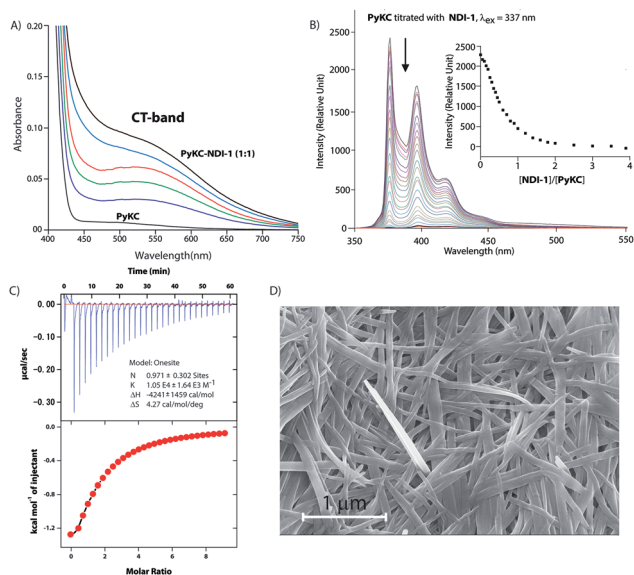 A)
0.20
0.15
0.10
0.05
00
Absorbance
CT-band
PyKC-NDI-1 (1:1)
PyKC
400 450 500 550 600 650 700 750
Wavelength(nm)
B)
PyKC titrated with NDI-1, λex = 337 nm
2500
2000
1500
1000
500
0
Intensity (Relative Unit)
350 400 450 500 550
Wavelength (nm)
2500
2000
1500
1000
500
0
Intensity (Relative Unit)
0 1 2 3 4
[NDI-1]/[PyKC]
C)
Time (min)
0 10 20 30 40 50 60
0. 00
-0.10
-0. 20
-0. 30
µcal/sec
Model: Onesite
N 0.971 ± 0.302 Sites
K 1.05 E4 ± 1.64 E3 M⁻¹
ΔH -4241±1459 cal/mol
ΔS 4.27 cal/mol/deg
0.0
-0.4
-0.8
-1.2
kcal mol⁻¹ of injectant
0 2 4 6 8
Molar Ratio
D)
1 µm